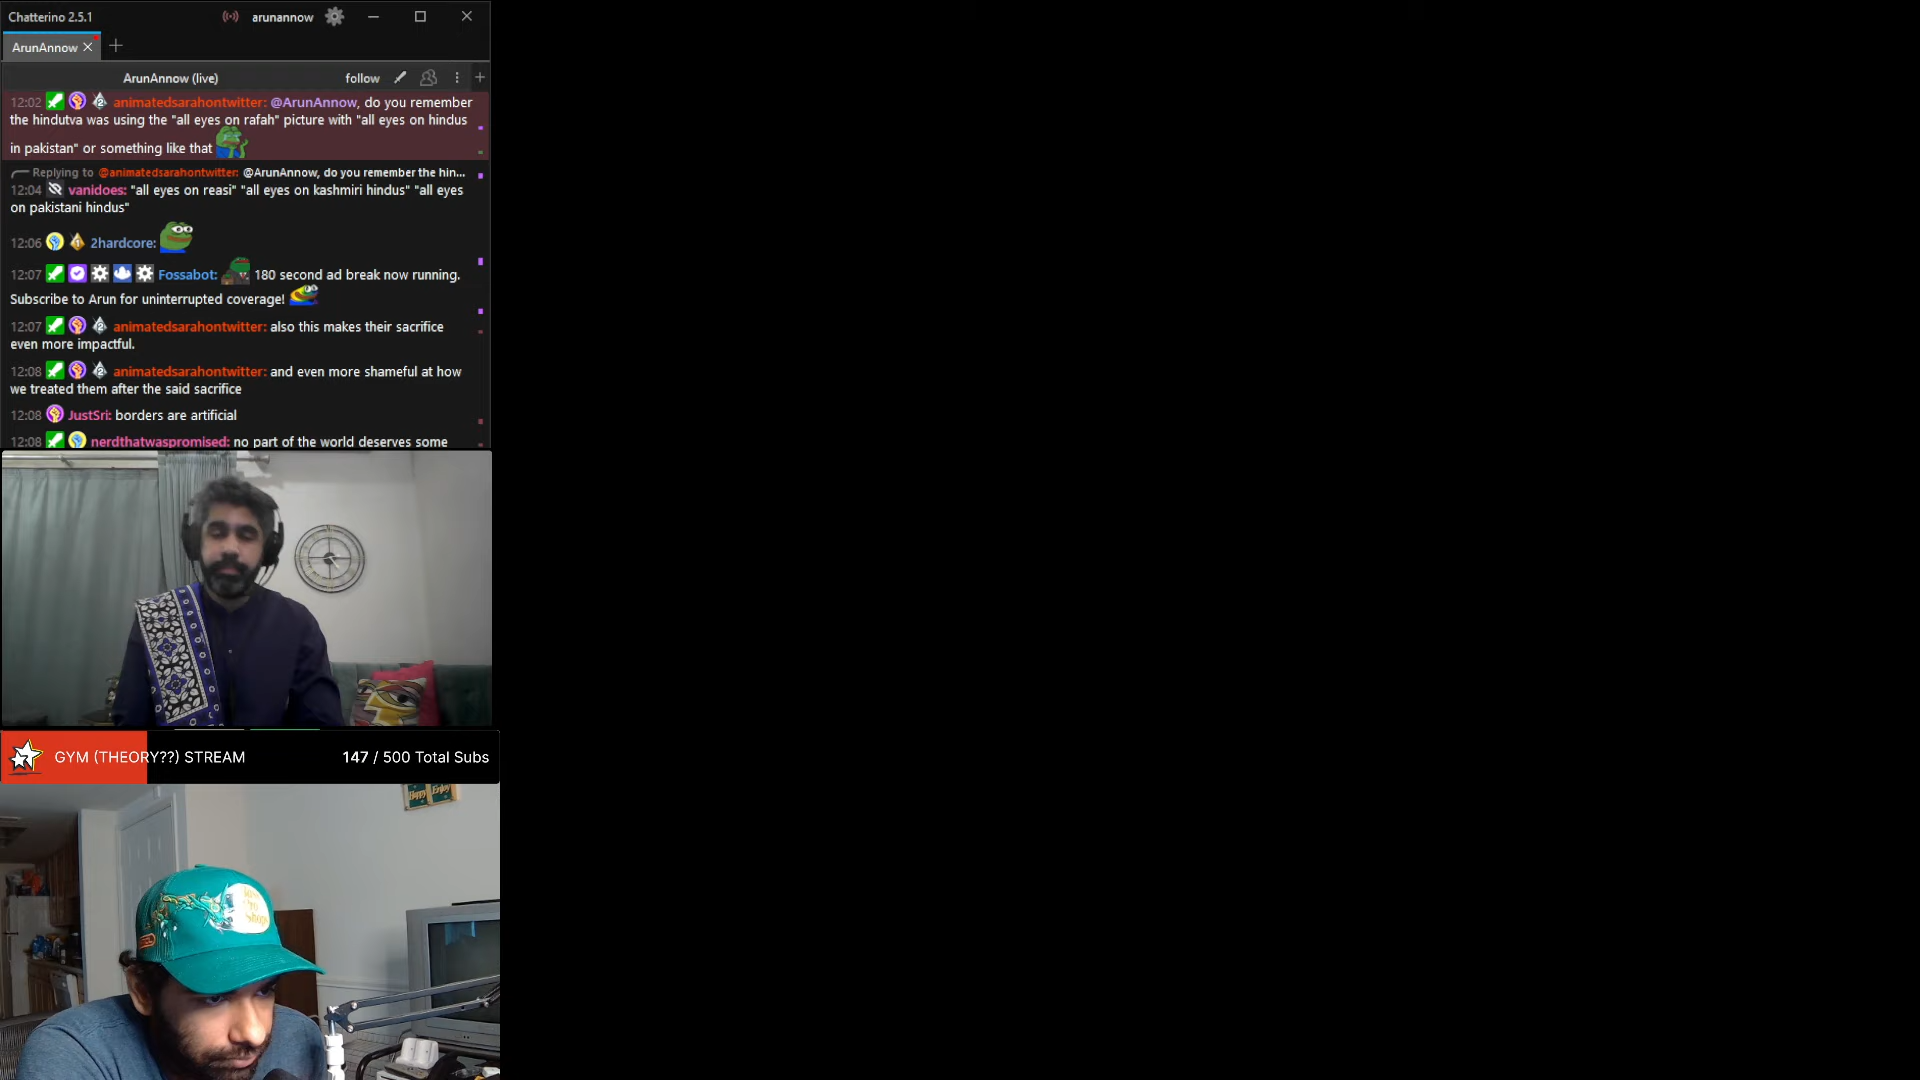 Chatterino 2.5.1
arunannow
ArunAnnow
ArunAnnow (live)
follow
12:02 animatedsarahontwitter: @ArunAnnow, do you remember
the hindutva was using the "all eyes on rafah" picture with "all eyes on hindus
in pakistan" or something like that
Replying to @animatedsarahontwitter: @ArunAnnow, do you remember the hin...
12:04 vanidoes: "all eyes on reasi" "all eyes on kashmiri hindus" "all eyes
on pakistani hindus"
12:06 2hardcore:
12:07 Fossabot: 180 second ad break now running.
Subscribe to Arun for uninterrupted coverage!
12:07 animatedsarahontwitter: also this makes their sacrifice
even more impactful.
12:08 animatedsarahontwitter: and even more shameful at how
we treated them after the said sacrifice
12:08 JustSri: borders are artificial
12:08 nerdthatwaspromised: no part of the world deserves some
GYM (THEORY??) STREAM
147 / 500 Total Subs
Happy Enjoy